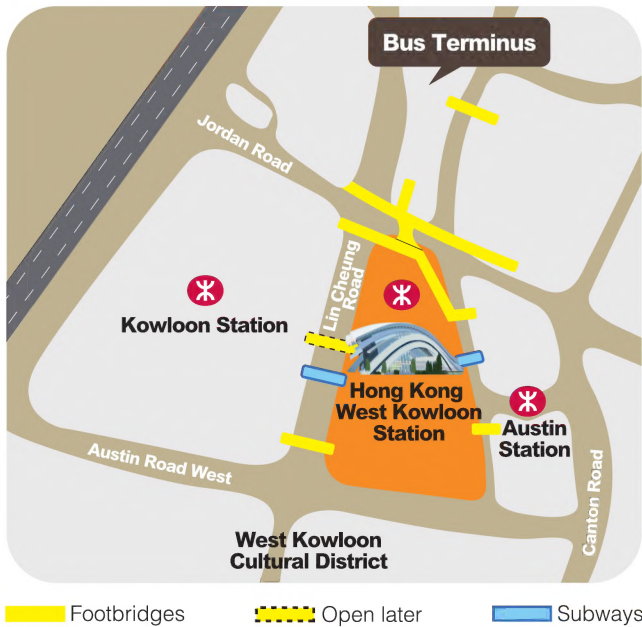 Bus Terminus
Jordan Road
Lin Cheung
Road
Kowloon Station
Hong Kong
West Kowloon
Station
Austin
Station
Austin Road West
Canton Road
West Kowloon
Cultural District
Footbridges
Open later
Subways